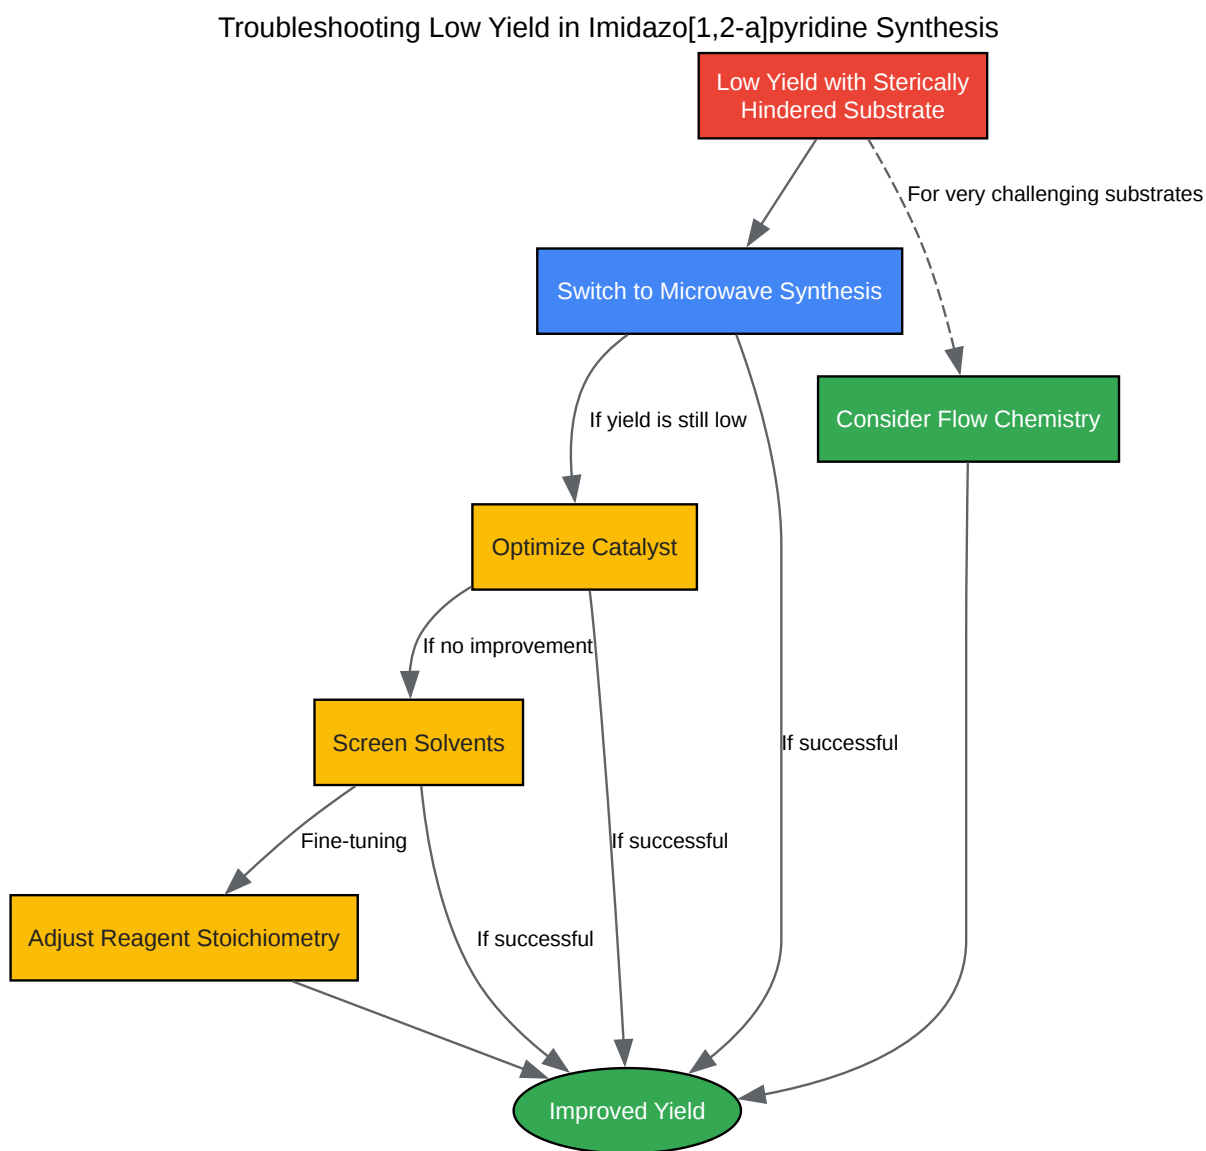 Troubleshooting Low Yield in Imidazo[1,2-a]pyridine Synthesis
Low Yield with Sterically
Hindered Substrate
For very challenging substrates
Switch to Microwave Synthesis
Consider Flow Chemistry
If yield is still low
Optimize Catalyst
If no improvement
Screen Solvents
If successful
Fine-tuning
If successful
Adjust Reagent Stoichiometry
If successful
Improved Yield